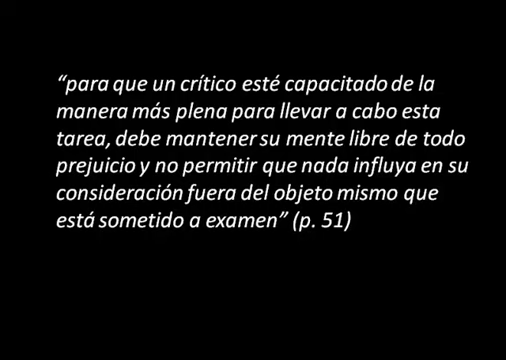 “para que un crítico esté capacitado de la
manera más plena para llevar a cabo esta
tarea, debe mantener su mente libre de todo
prejuicio y no permitir que nada influya en su
consideración fuera del objeto mismo que
está sometido a examen” (p. 51)